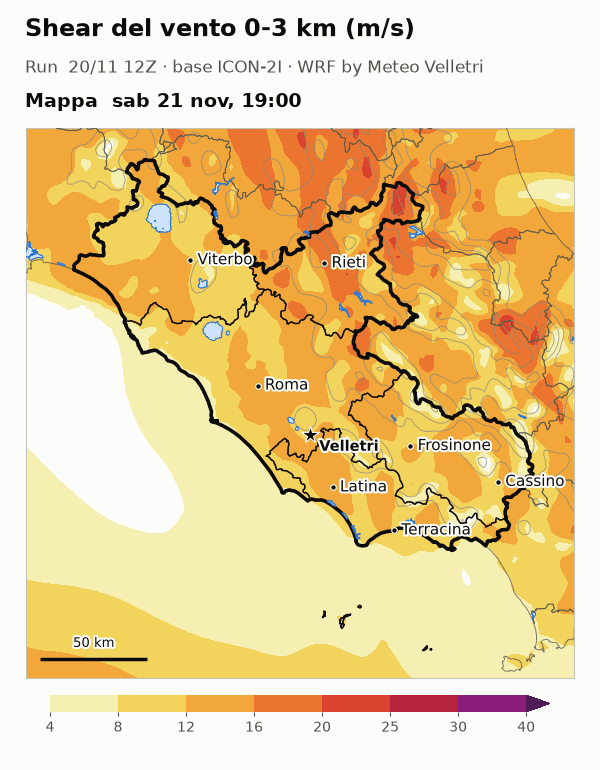 Shear del vento 0-3 km (m/s)
Run  20/11 12Z · base ICON-2I · WRF by Meteo Velletri
Mappa  sab 21 nov, 19:00
Viterbo
Rieti
Roma
Velletri
Frosinone
Latina
Cassino
Terracina
50 km
4 8 12 16 20 25 30 40